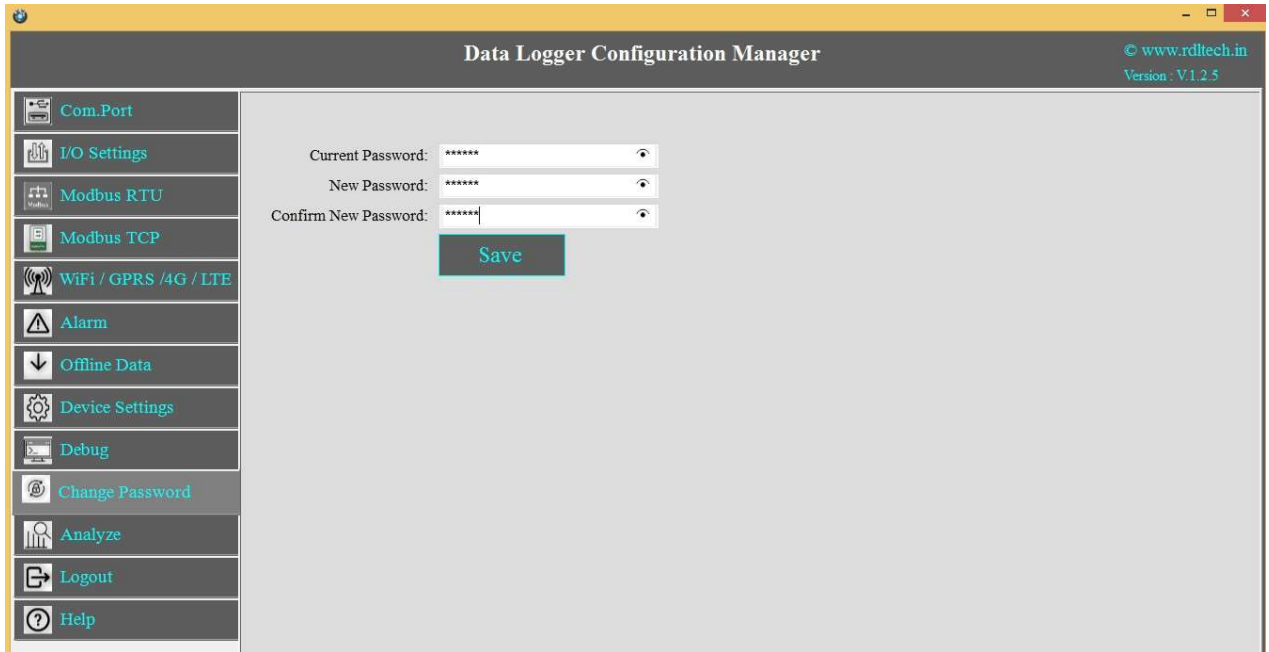 Data Logger Configuration Manager
© www.rdltech.in
Version : V.1.2.5
Com.Port
I/O Settings
Modbus RTU
Modbus TCP
WiFi / GPRS /4G / LTE
Alarm
Offline Data
Device Settings
Debug
Change Password
Analyze
Logout
Help
Current Password: ******
New Password: ******
Confirm New Password: ******
Save